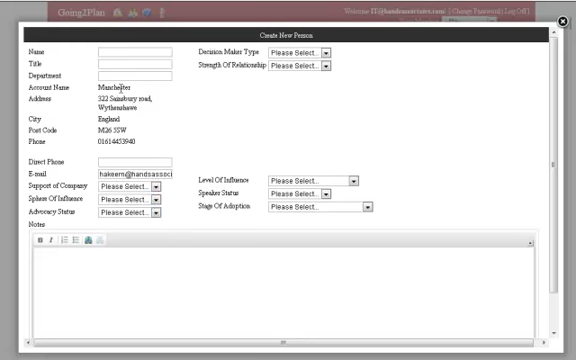 Going2Plan
Welcome
| Change Password | Log Off |
Create New Person
Name
Decision Maker Type Please Select...
Title
Strength Of Relationship Please Select...
Department
Account Name Manchester
Address 322 Sainsbury road,
Wythenshawe
City England
Post Code M26 5SW
Phone 01614453940
Direct Phone
E-mail hakeem@handsassoci
Level Of Influence Please Select...
Support of Company Please Select...
Speaker Status Please Select...
Sphere Of Influence Please Select...
Stage Of Adoption Please Select...
Advocacy Status Please Select...
Notes
B I